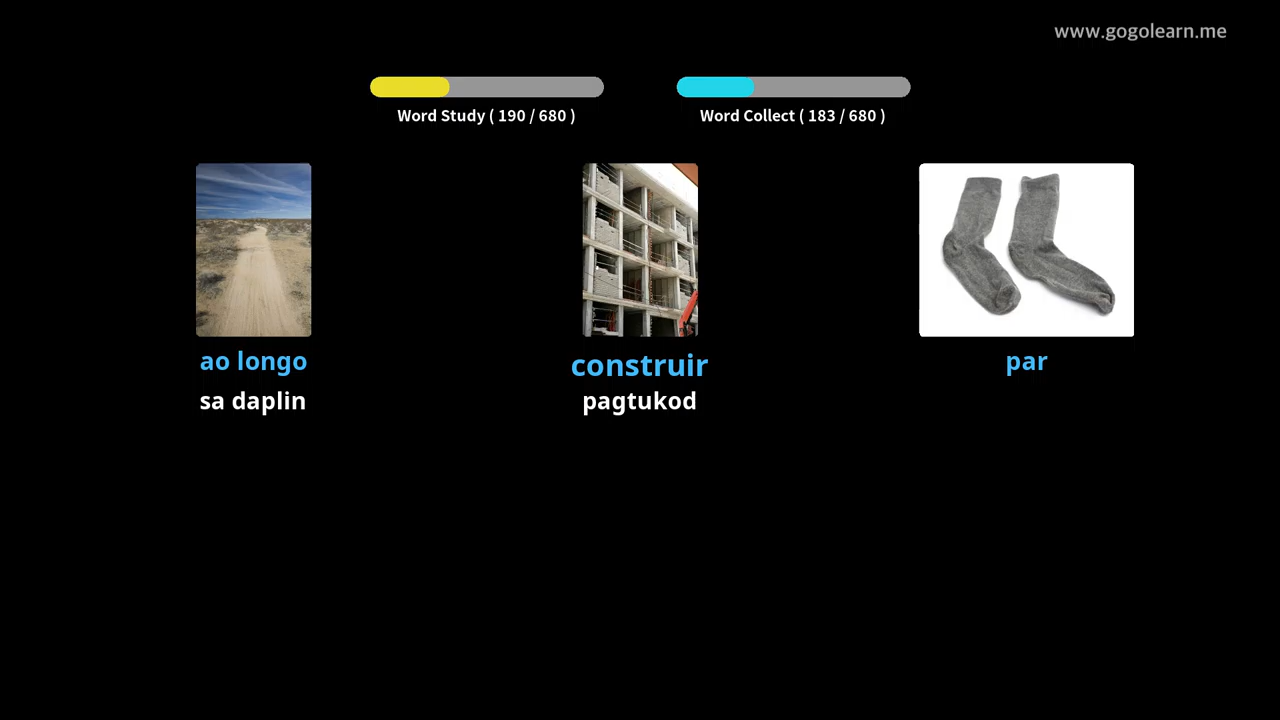 www.gogolearn.me
Word Study ( 190 / 680 )
Word Collect ( 183 / 680 )
ao longo
construir
par
sa daplin
pagtukod